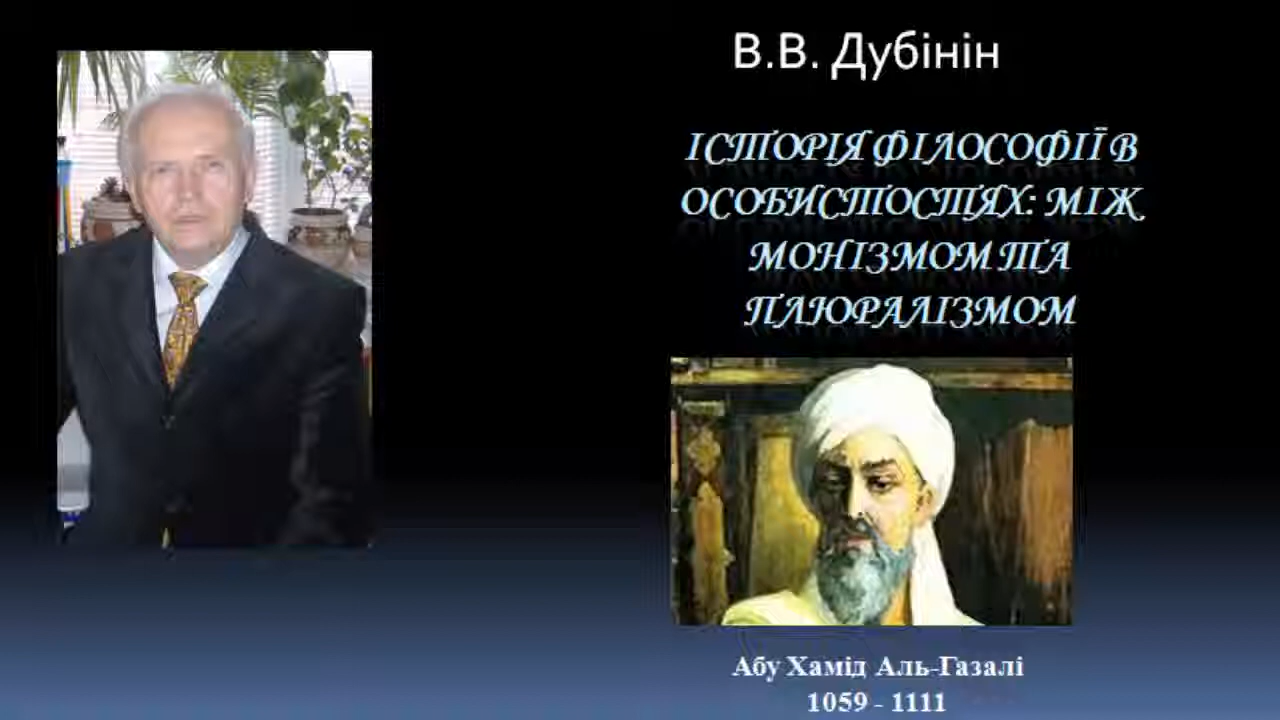 В.В. Дубінін
ІСТОРІЯ ФІЛОСОФІЇ В
ОСОБИСТОСТЯХ: МІЖ
МОНІЗМОМ ТА
ПЛЮРАЛІЗМОМ
Абу Хамід Аль-Газалі
1059 - 1111